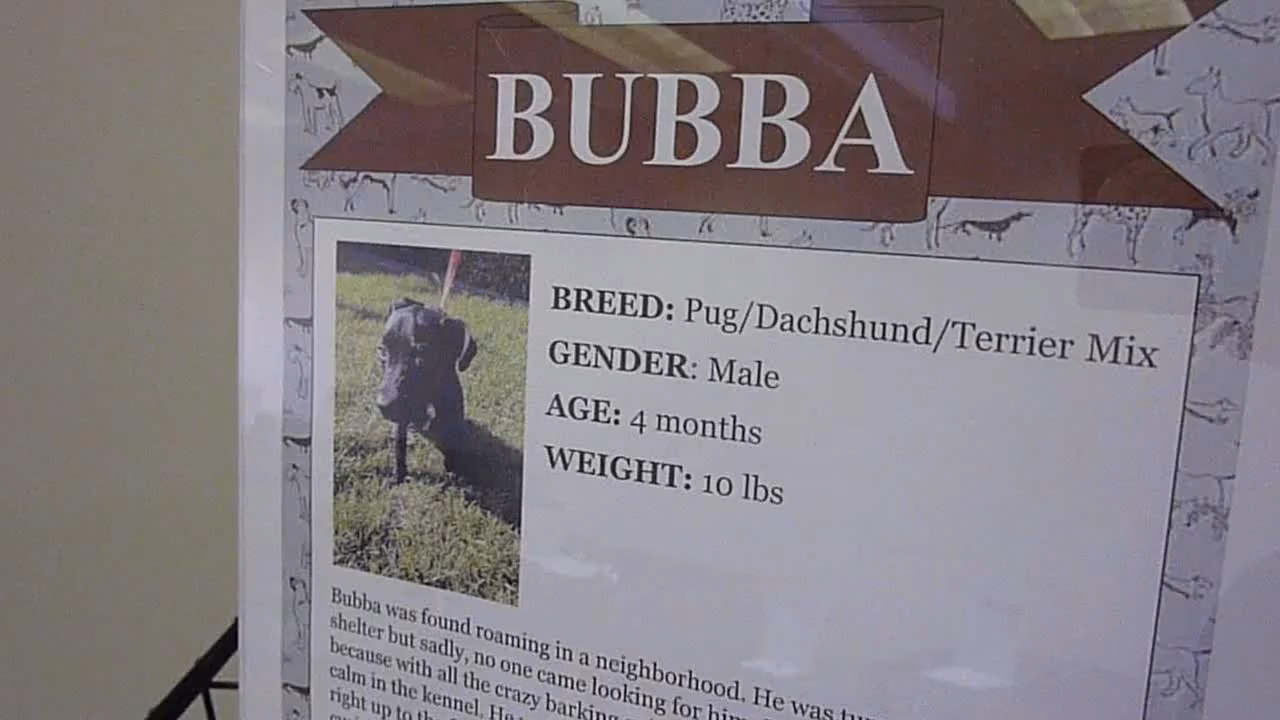 BUBBA
BREED: Pug/Dachshund/Terrier Mix
GENDER: Male
AGE: 4 months
WEIGHT: 10 lbs
Bubba was found roaming in a neighborhood. He was
shelter but sadly, no one came looking for
because with all the crazy barking
calm in the kennel.
right up to